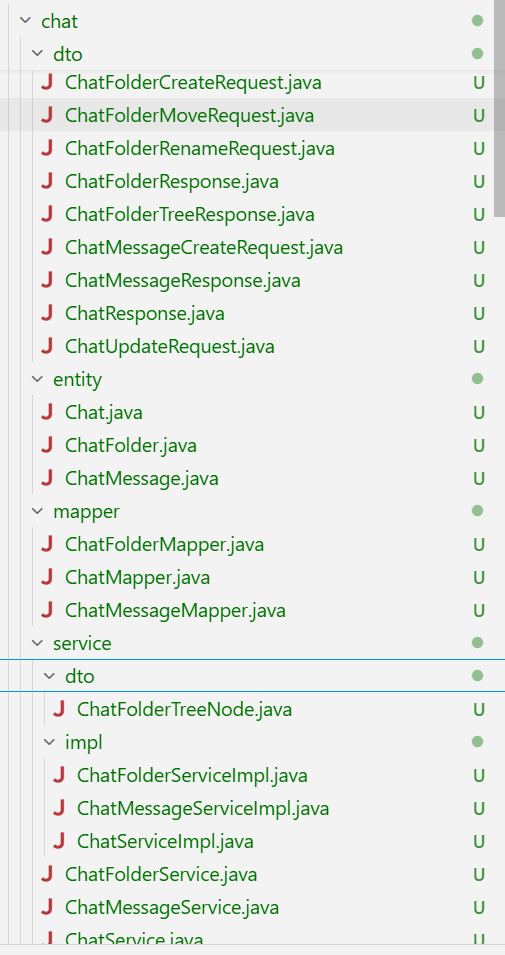 chat
dto
J ChatFolderCreateRequest.java U
J ChatFolderMoveRequest.java U
J ChatFolderRenameRequest.java U
J ChatFolderResponse.java U
J ChatFolderTreeResponse.java U
J ChatMessageCreateRequest.java U
J ChatMessageResponse.java U
J ChatResponse.java U
J ChatUpdateRequest.java U
entity
J Chat.java U
J ChatFolder.java U
J ChatMessage.java U
mapper
J ChatFolderMapper.java U
J ChatMapper.java U
J ChatMessageMapper.java U
service
dto
J ChatFolderTreeNode.java U
impl
J ChatFolderServiceImpl.java U
J ChatMessageServiceImpl.java U
J ChatServiceImpl.java U
J ChatFolderService.java U
J ChatMessageService.java U
J ChatService.java U